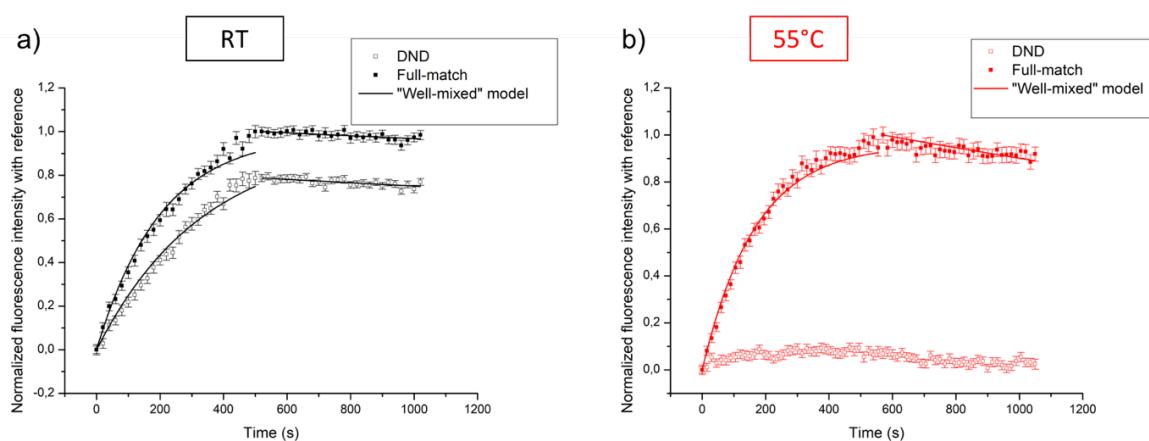 a)
RT
DND
Full-match
"Well-mixed" model
Normalized fluorescence intensity with reference
1,2
1,0
0,8
0,6
0,4
0,2
0,0
-0,2
0
200
400
600
800
1000
1200
Time (s)
b)
55°C
DND
Full-match
"Well-mixed" model
Normalized fluorescence intensity with reference
1,2
1,0
0,8
0,6
0,4
0,2
0,0
0
200
400
600
800
1000
1200
Time (s)